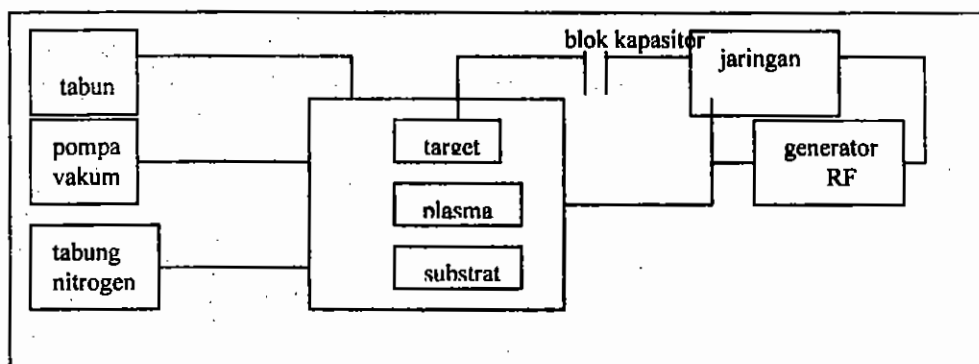 blok kapasitor
tabun
jaringan
pompa
vakum
target
generator
RF
plasma
tabung
nitrogen
substrat